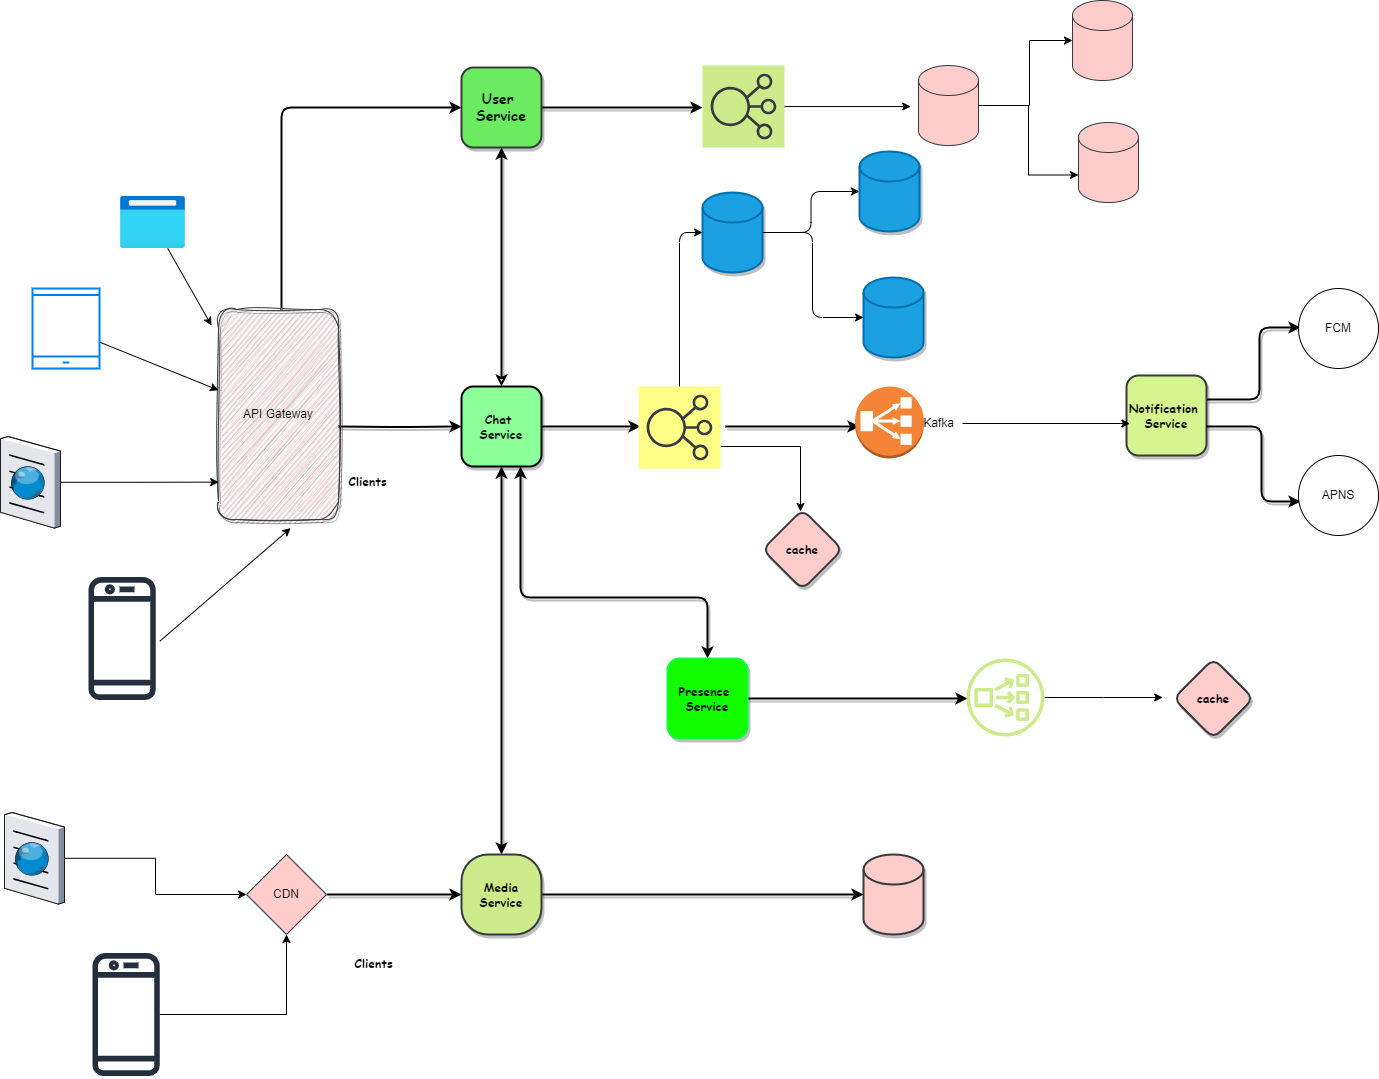 User
Service
API Gateway
Clients
Chat
Service
Kafka
Notification
Service
FCM
APNS
cache
Presence
Service
cache
CDN
Media
Service
Clients